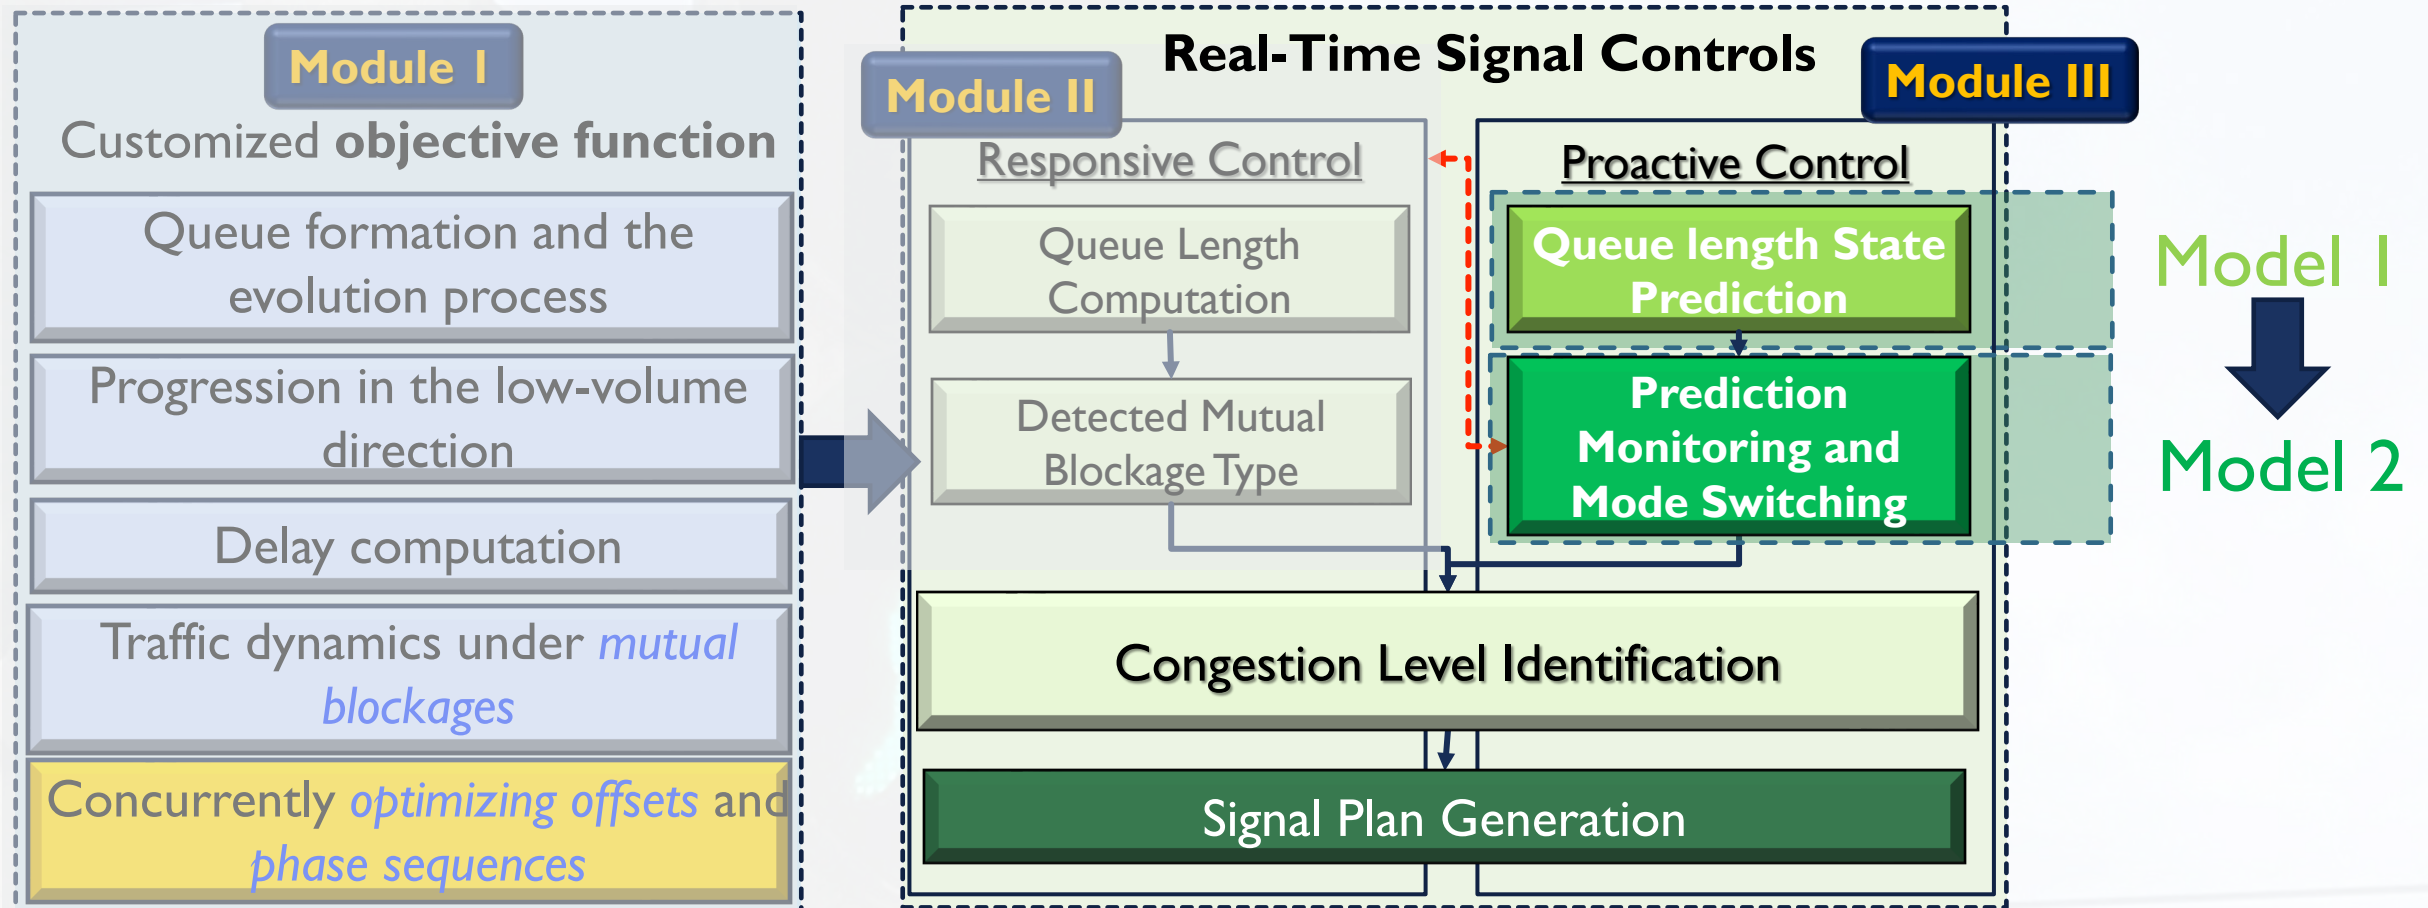 Module I
Customized objective function
Queue formation and the
evolution process
Progression in the low-volume
direction
Delay computation
Traffic dynamics under mutual
blockages
Concurrently optimizing offsets and
phase sequences
Real-Time Signal Controls
Module II
Responsive Control
Queue Length
Computation
Detected Mutual
Blockage Type
Module III
Proactive Control
Queue length State
Prediction
Prediction
Monitoring and
Mode Switching
Congestion Level Identification
Signal Plan Generation
Model 1
Model 2